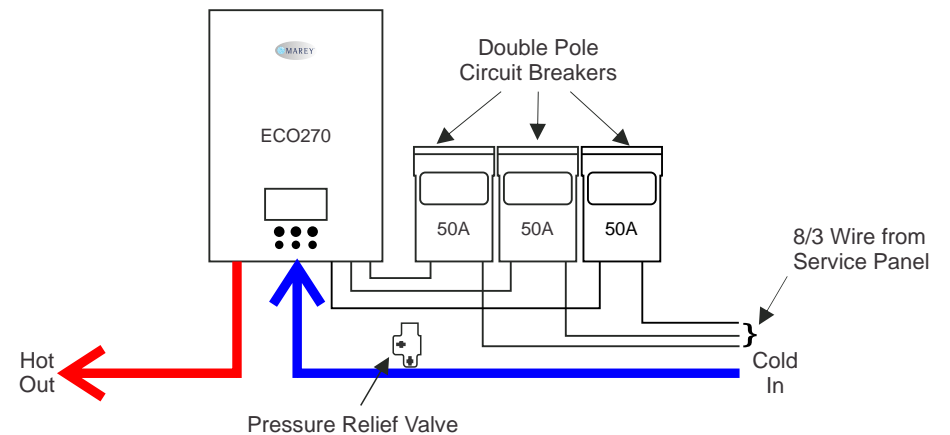 MAREY
ECO270
Double Pole
Circuit Breakers
50A
50A
50A
8/3 Wire from
Service Panel
Hot
Out
Cold
In
Pressure Relief Valve